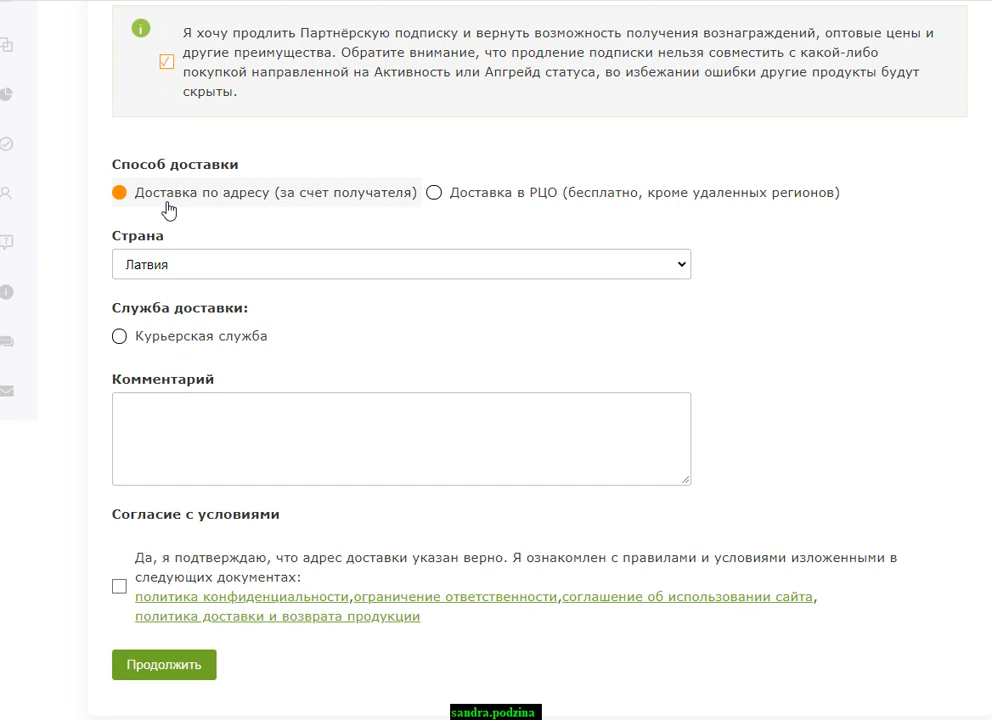 Я хочу продлить Партнёрскую подписку и вернуть возможность получения вознаграждений, оптовые цены и
другие преимущества. Обратите внимание, что продление подписки нельзя совместить с какой-либо
покупкой направленной на Активность или Апгрейд статуса, во избежании ошибки другие продукты будут
скрыты.
Способ доставки
Доставка по адресу (за счет получателя) Доставка в РЦО (бесплатно, кроме удаленных регионов)
Страна
Латвия
Служба доставки:
Курьерская служба
Комментарий
Согласие с условиями
Да, я подтверждаю, что адрес доставки указан верно. Я ознакомлен с правилами и условиями изложенными в
следующих документах:
политика конфиденциальности,ограничение ответственности,соглашение об использовании сайта,
политика доставки и возврата продукции
Продолжить
sandra.podzina